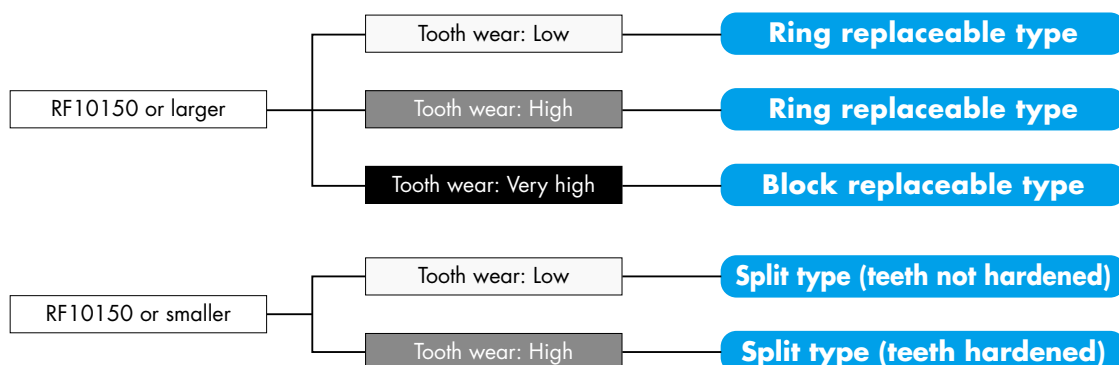 Tooth wear: Low
Ring replaceable type
RF10150 or larger
Tooth wear: High
Ring replaceable type
Tooth wear: Very high
Block replaceable type
Tooth wear: Low
Split type (teeth not hardened)
RF10150 or smaller
Tooth wear: High
Split type (teeth hardened)